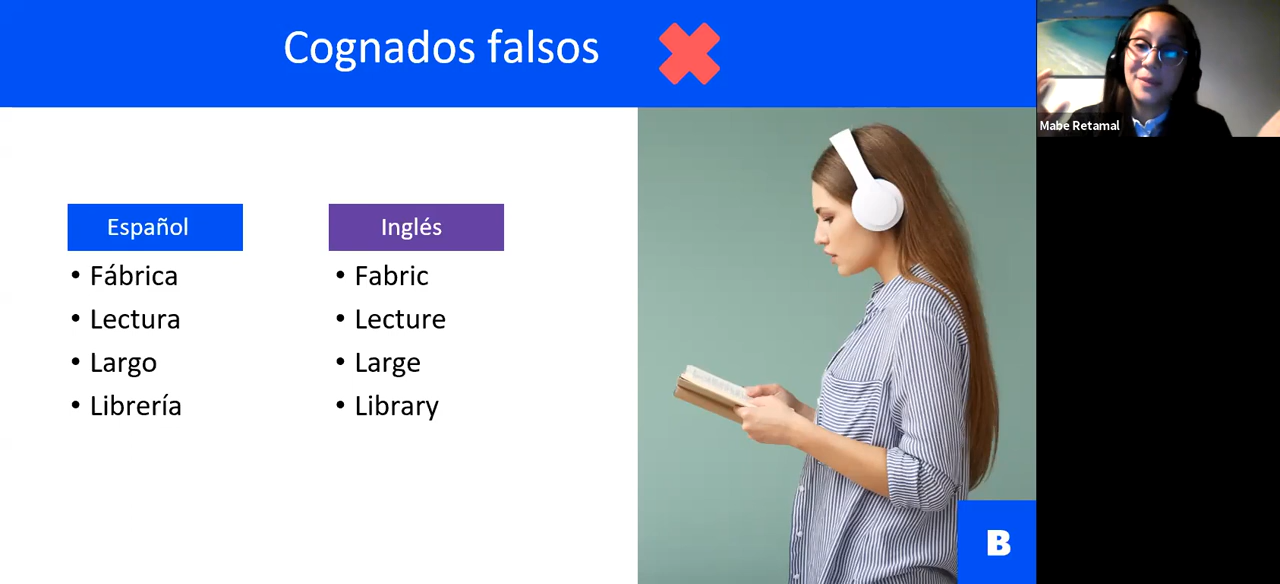 Cognados falsos
Mabe Retamal
Español
Inglés
• Fábrica
• Lectura
• Largo
• Librería
• Fabric
• Lecture
• Large
• Library
B